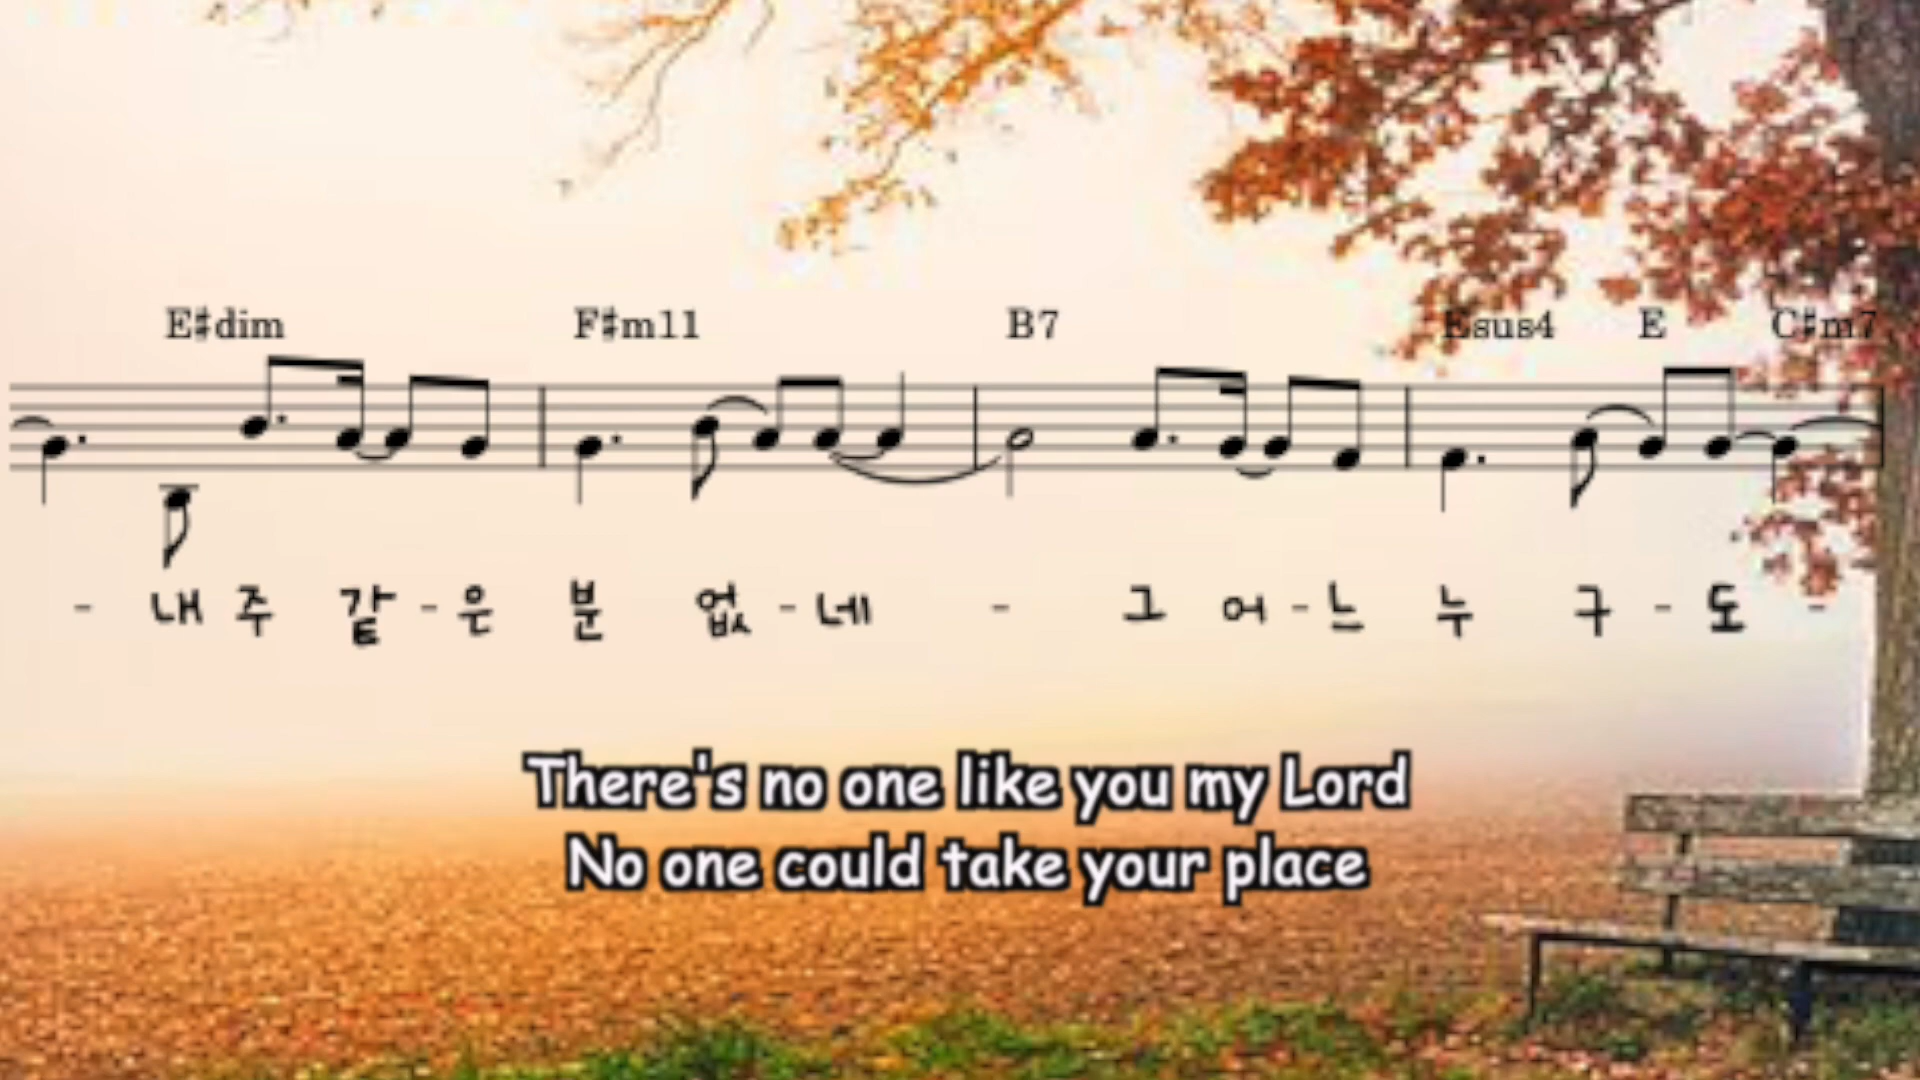 E♯dim F♯m11 B7 Esus4 E C♯m7
- 내 주 같 - 은 분 없 - 네 - 그 어 - 느 누 구 - 도 -
There's no one like you my Lord
No one could take your place